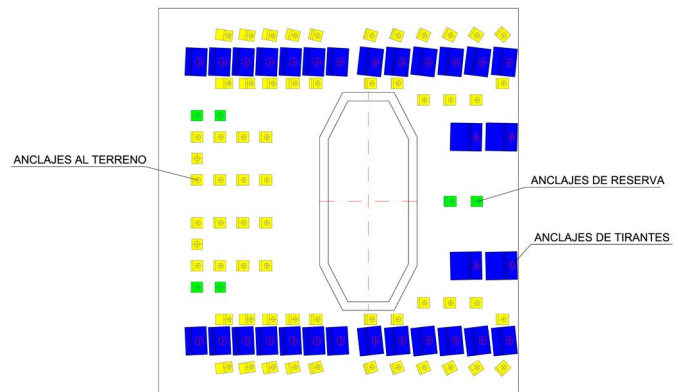 ANCLAJES AL TERRENO
ANCLAJES DE RESERVA
ANCLAJES DE TIRANTES